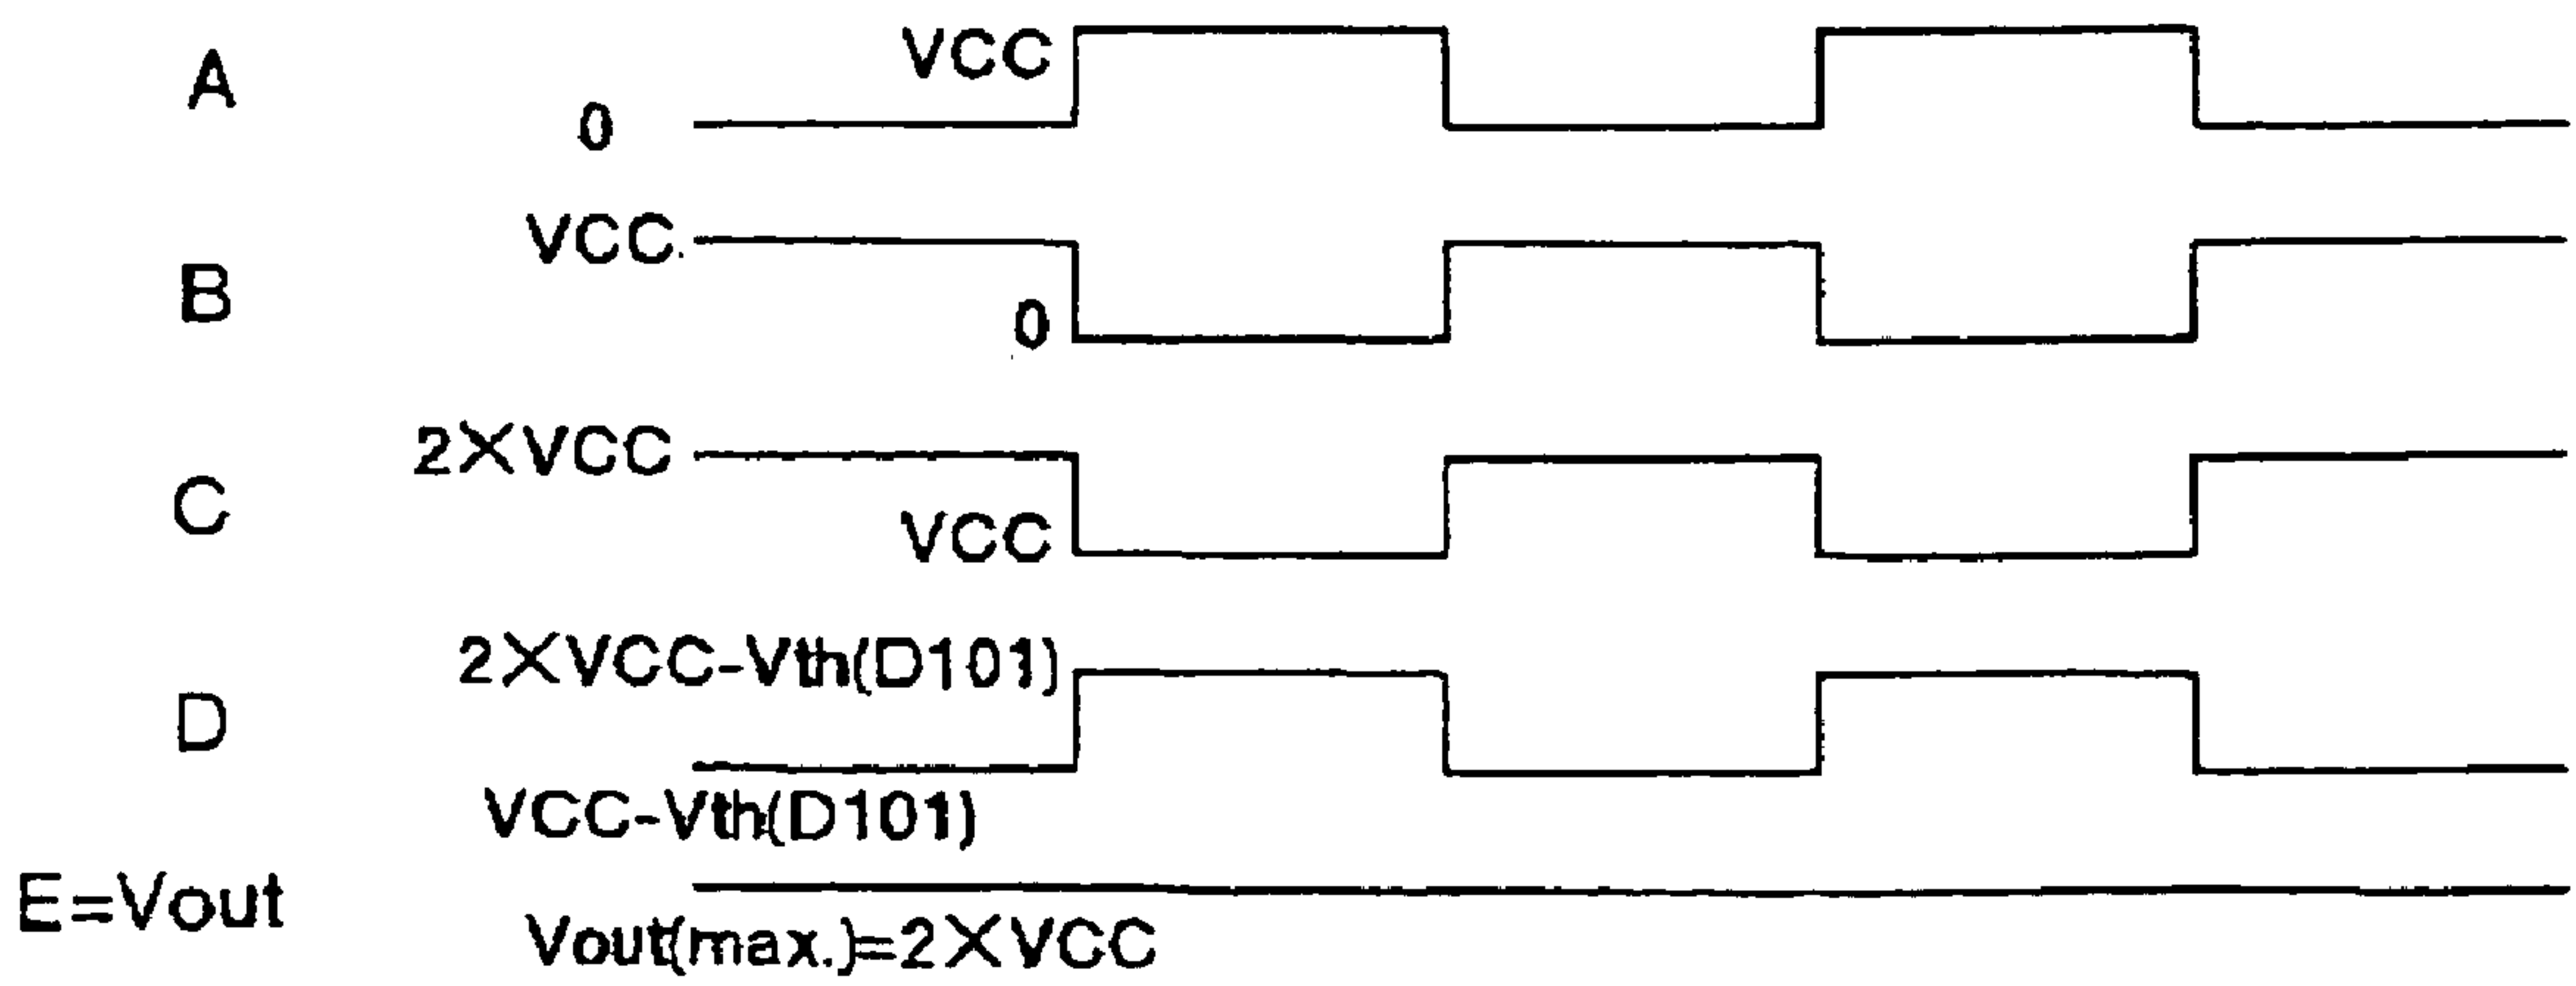 A
VCC
0
B
VCC
0
C
2×VCC
VCC
D
2×VCC-Vth(D101)
VCC-Vth(D101)
E=Vout
Vout(max.)=2×VCC